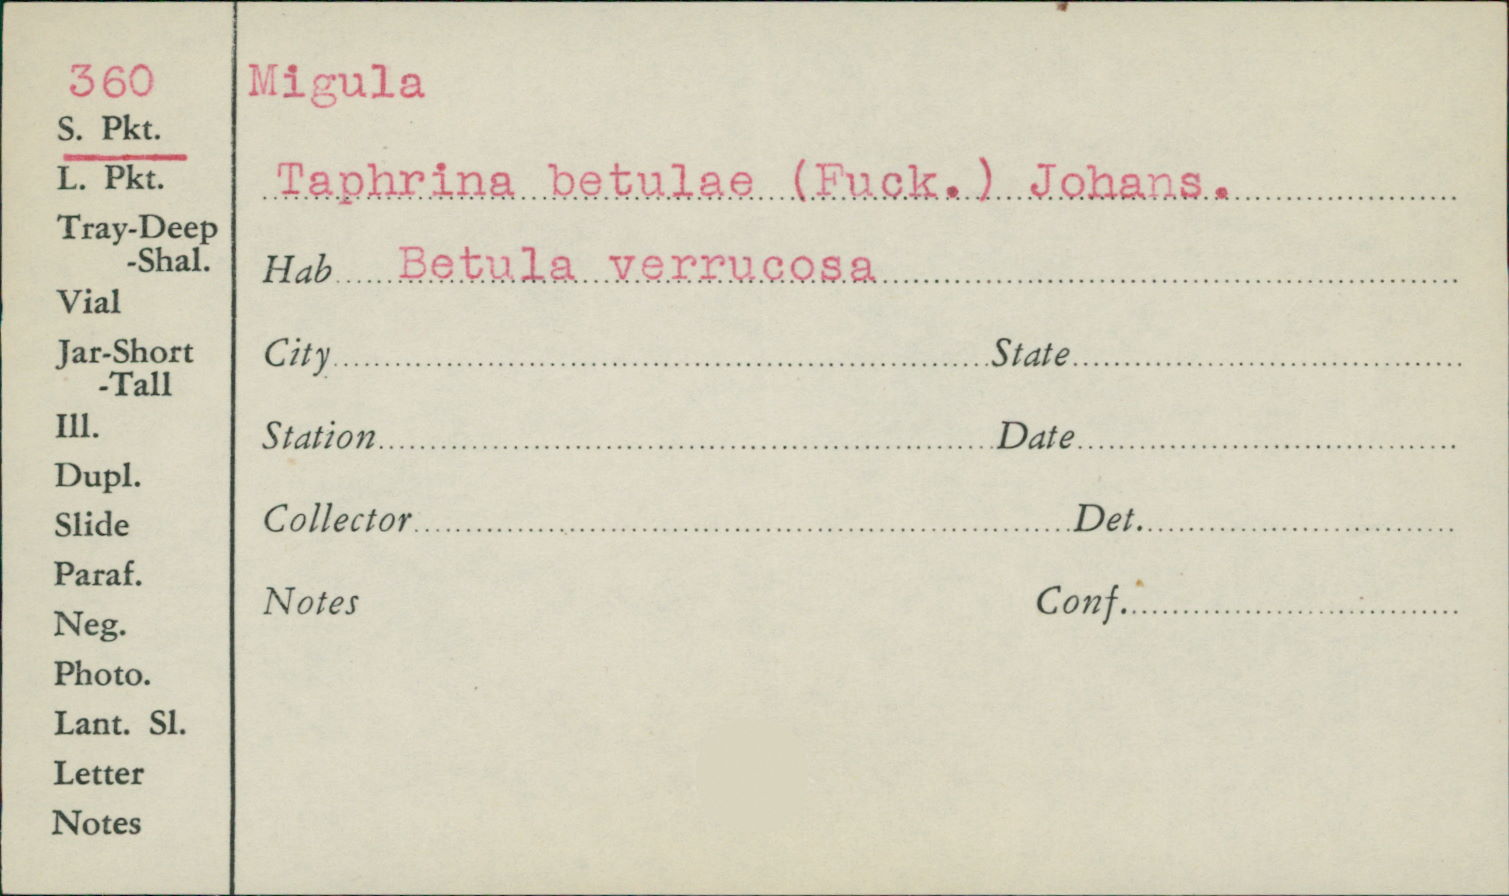 360
S. Pkt.
L. Pkt.
Tray-Deep
-Shal.
Vial
Jar-Short
-Tall
Ill.
Dupl.
Slide
Paraf.
Neg.
Photo.
Lant. Sl.
Letter
Notes
Migula
Taphrina betulae (Fuck.) Johans.
Hab Betula verrucosa
City State
Station Date
Collector Det.
Notes Conf.